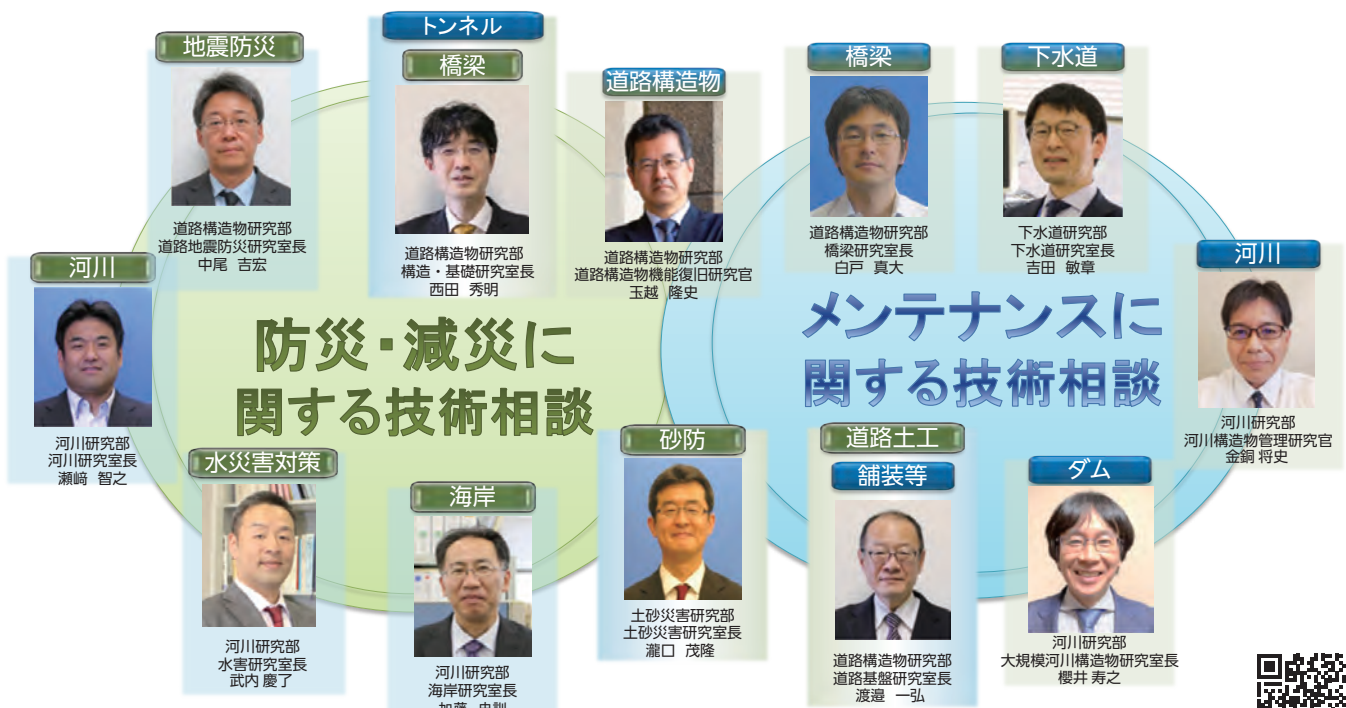 地震防災
道路構造物研究部
道路地震防災研究室長
中尾 吉宏
トンネル
橋梁
道路構造物研究部
構造・基礎研究室長
西田 秀明
道路構造物
道路構造物研究部
道路構造物機能復旧研究官
玉越 隆史
橋梁
道路構造物研究部
橋梁研究室長
白戸 真大
下水道
下水道研究部
下水道研究室長
吉田 敏章
河川
河川研究部
河川研究室長
瀬﨑 智之
河川
河川研究部
河川構造物管理研究官
金銅 将史
防災・減災に
関する技術相談
メンテナンスに
関する技術相談
水災害対策
河川研究部
水害研究室長
武内 慶了
海岸
河川研究部
海岸研究室長
砂防
土砂災害研究部
土砂災害研究室長
瀧口 茂隆
道路土工
舗装等
道路構造物研究部
道路基盤研究室長
渡邉 一弘
ダム
河川研究部
大規模河川構造物研究室長
櫻井 寿之